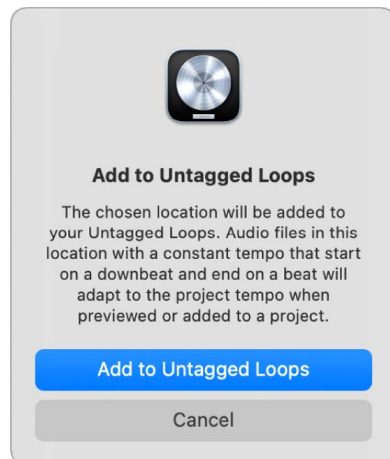 Add to Untagged Loops
The chosen location will be added to
your Untagged Loops. Audio files in this
location with a constant tempo that start
on a downbeat and end on a beat will
adapt to the project tempo when
previewed or added to a project.
Add to Untagged Loops
Cancel